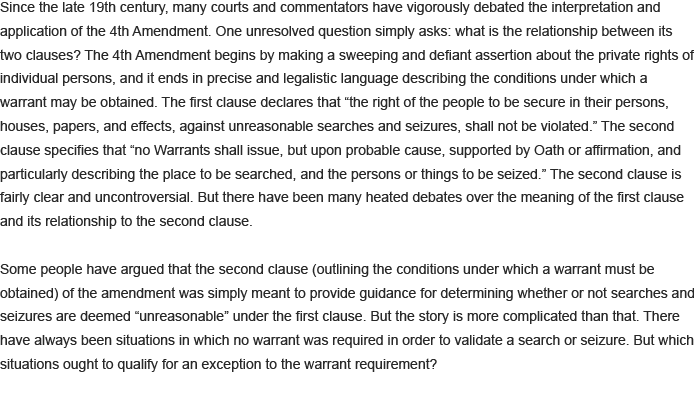 Since the late 19th century, many courts and commentators have vigorously debated the interpretation and
application of the 4th Amendment. One unresolved question simply asks: what is the relationship between its
two clauses? The 4th Amendment begins by making a sweeping and defiant assertion about the private rights of
individual persons, and it ends in precise and legalistic language describing the conditions under which a
warrant may be obtained. The first clause declares that “the right of the people to be secure in their persons,
houses, papers, and effects, against unreasonable searches and seizures, shall not be violated.” The second
clause specifies that “no Warrants shall issue, but upon probable cause, supported by Oath or affirmation, and
particularly describing the place to be searched, and the persons or things to be seized.” The second clause is
fairly clear and uncontroversial. But there have been many heated debates over the meaning of the first clause
and its relationship to the second clause.

Some people have argued that the second clause (outlining the conditions under which a warrant must be
obtained) of the amendment was simply meant to provide guidance for determining whether or not searches and
seizures are deemed “unreasonable” under the first clause. But the story is more complicated than that. There
have always been situations in which no warrant was required in order to validate a search or seizure. But which
situations ought to qualify for an exception to the warrant requirement?